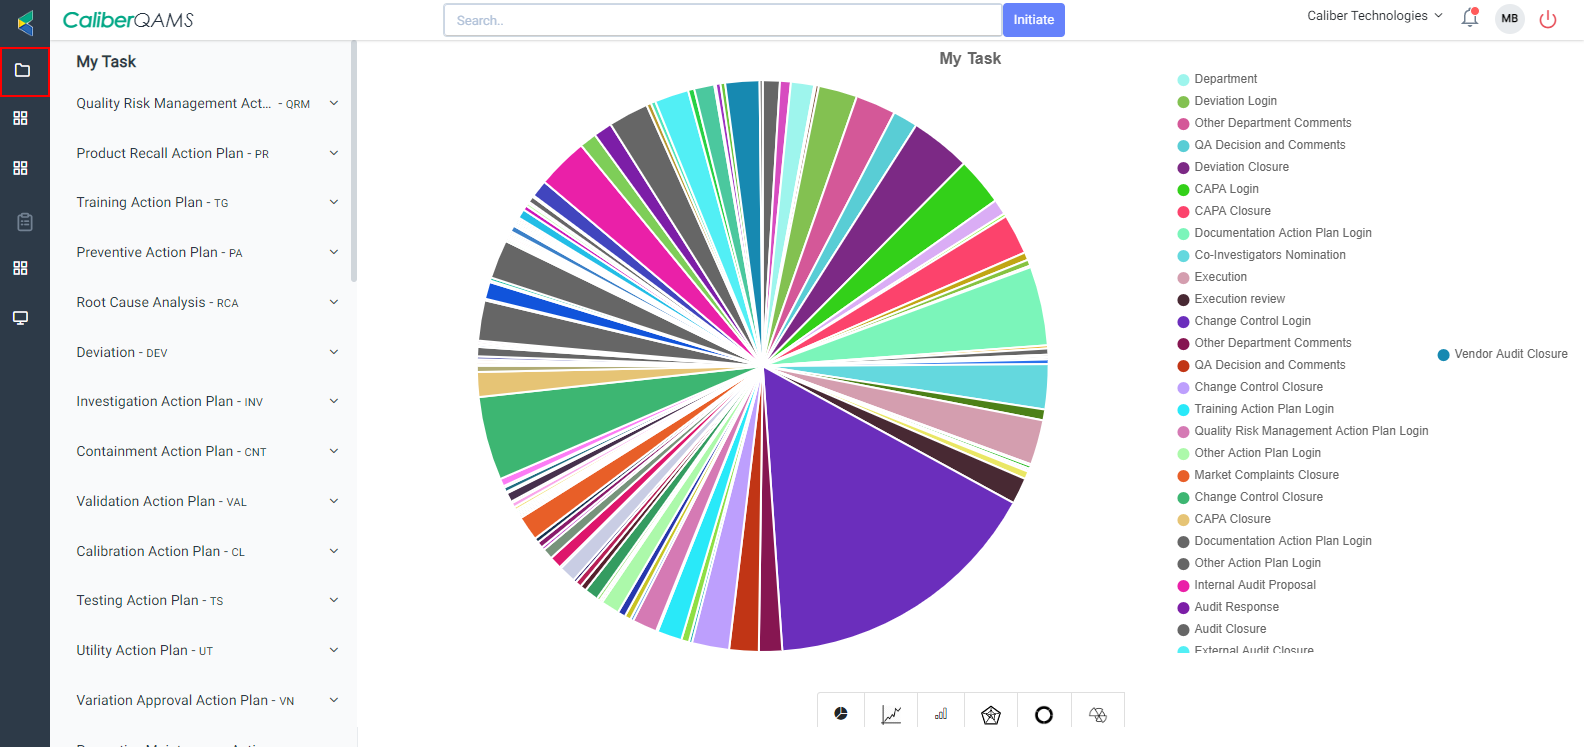 CaliberQAMS
Search..
Initiate
Caliber Technologies
MB
My Task
Quality Risk Management Act... - QRM
Product Recall Action Plan - PR
Training Action Plan - TG
Preventive Action Plan - PA
Root Cause Analysis - RCA
Deviation - DEV
Investigation Action Plan - INV
Containment Action Plan - CNT
Validation Action Plan - VAL
Calibration Action Plan - CL
Testing Action Plan - TS
Utility Action Plan - UT
Variation Approval Action Plan - VN
My Task
Department
Deviation Login
Other Department Comments
QA Decision and Comments
Deviation Closure
CAPA Login
CAPA Closure
Documentation Action Plan Login
Co-Investigators Nomination
Execution
Execution review
Change Control Login
Other Department Comments
QA Decision and Comments
Change Control Closure
Training Action Plan Login
Quality Risk Management Action Plan Login
Other Action Plan Login
Market Complaints Closure
Change Control Closure
CAPA Closure
Documentation Action Plan Login
Other Action Plan Login
Internal Audit Proposal
Audit Response
Audit Closure
External Audit Closure
Vendor Audit Closure